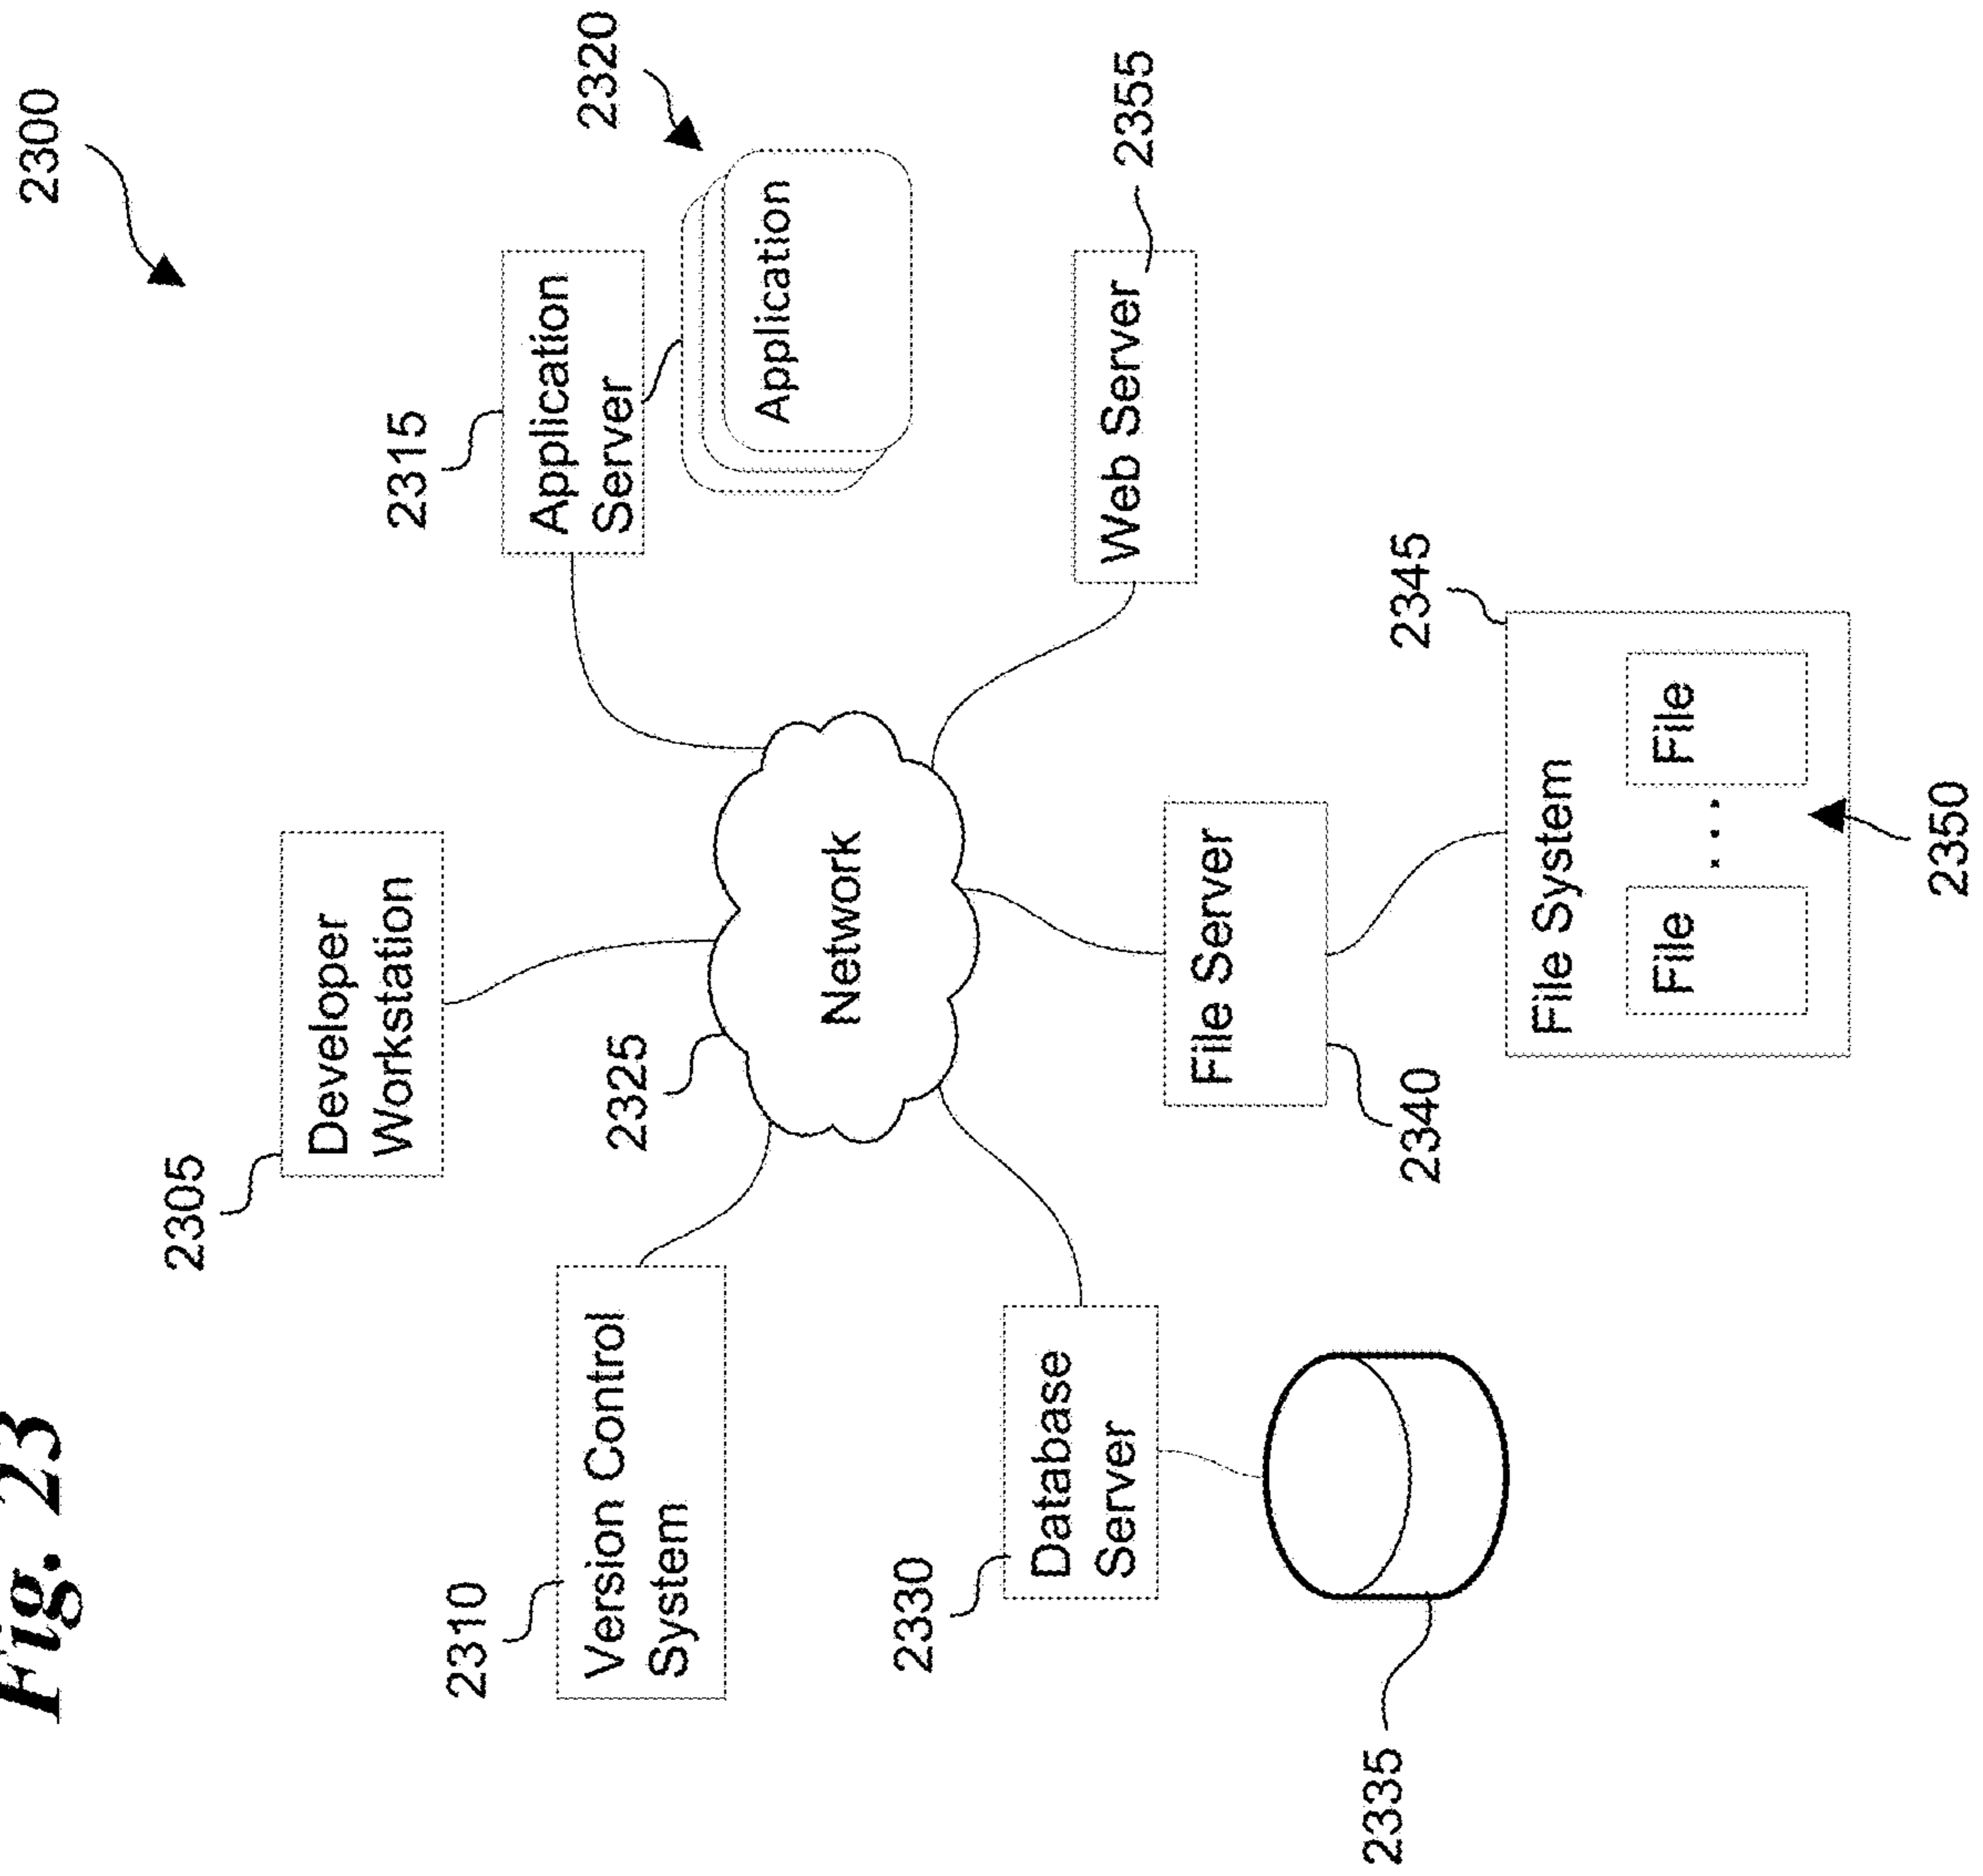 Fig. 23
2300
2305
Developer
Workstation
2310
Version Control
System
2315
Application
Server
2320
Application
2325
Network
2330
Database
Server
2335
File Server
2340
2345
File System
File
...
File
2350
Web Server
2355